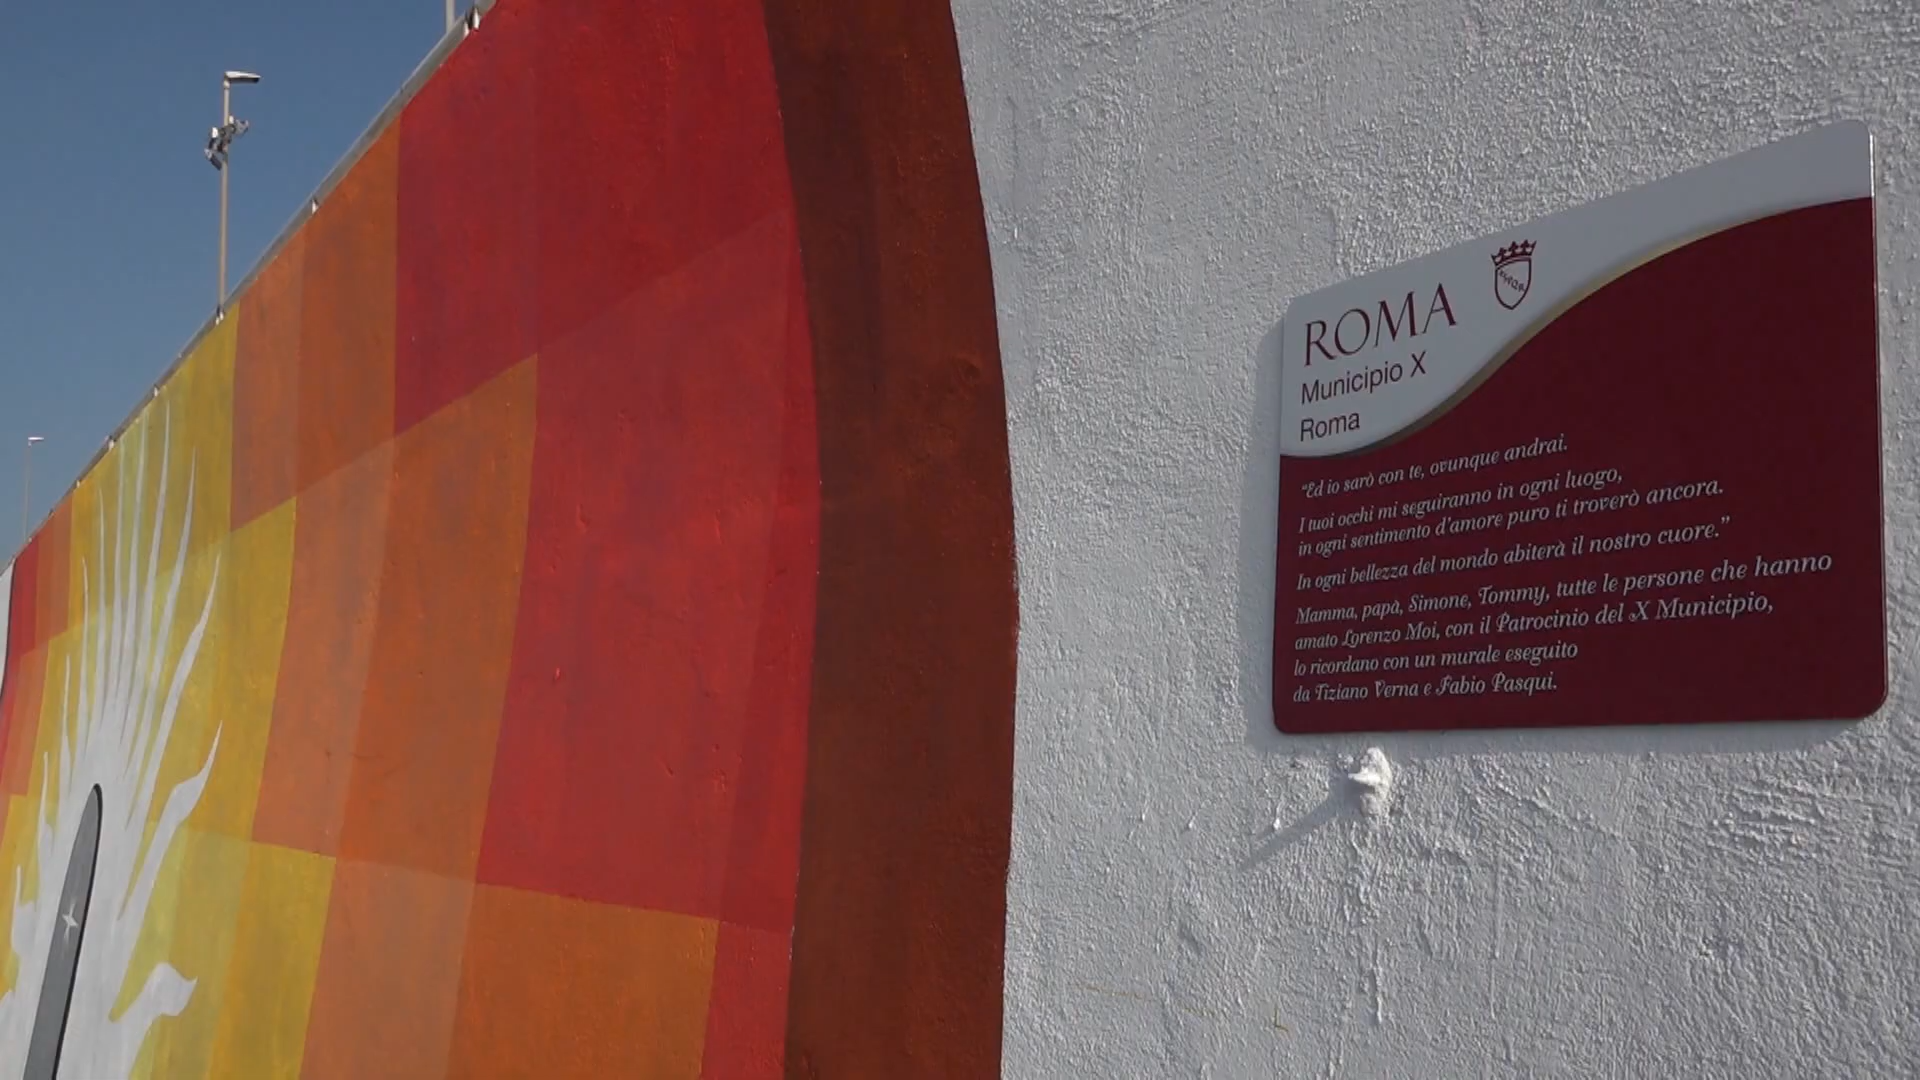 ROMA
SPQR
Municipio X
Roma
“Ed io sarò con te, ovunque andrai.
I tuoi occhi mi seguiranno in ogni luogo,
in ogni sentimento d'amore puro ti troverò ancora.
In ogni bellezza del mondo abiterà il nostro cuore.”
Mamma, papà, Simone, Tommy, tutte le persone che hanno
amato Lorenzo Moi, con il Patrocinio del X Municipio,
lo ricordano con un murale eseguito
da Tiziano Verna e Fabio Pasqui.